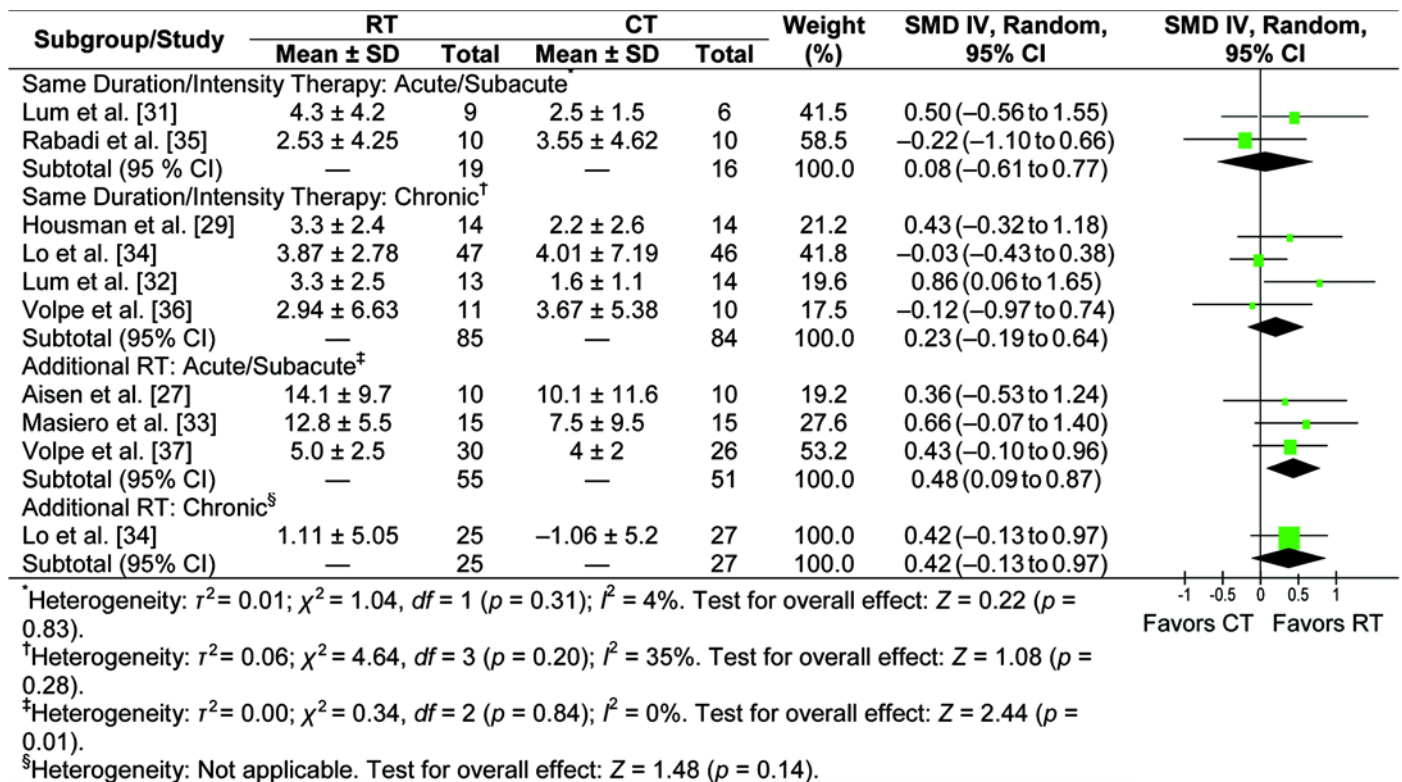 Subgroup/Study RT CT Weight (%) SMD IV, Random, 95% CI SMD IV, Random, 95% CI
Mean ± SD Total Mean ± SD Total
Same Duration/Intensity Therapy: Acute/Subacute*
Lum et al. [31] 4.3 ± 4.2 9 2.5 ± 1.5 6 41.5 0.50 (–0.56 to 1.55)
Rabadi et al. [35] 2.53 ± 4.25 10 3.55 ± 4.62 10 58.5 –0.22 (–1.10 to 0.66)
Subtotal (95 % CI) — 19 — 16 100.0 0.08 (–0.61 to 0.77)
Same Duration/Intensity Therapy: Chronic†
Housman et al. [29] 3.3 ± 2.4 14 2.2 ± 2.6 14 21.2 0.43 (–0.32 to 1.18)
Lo et al. [34] 3.87 ± 2.78 47 4.01 ± 7.19 46 41.8 –0.03 (–0.43 to 0.38)
Lum et al. [32] 3.3 ± 2.5 13 1.6 ± 1.1 14 19.6 0.86 (0.06 to 1.65)
Volpe et al. [36] 2.94 ± 6.63 11 3.67 ± 5.38 10 17.5 –0.12 (–0.97 to 0.74)
Subtotal (95% CI) — 85 — 84 100.0 0.23 (–0.19 to 0.64)
Additional RT: Acute/Subacute‡
Aisen et al. [27] 14.1 ± 9.7 10 10.1 ± 11.6 10 19.2 0.36 (–0.53 to 1.24)
Masiero et al. [33] 12.8 ± 5.5 15 7.5 ± 9.5 15 27.6 0.66 (–0.07 to 1.40)
Volpe et al. [37] 5.0 ± 2.5 30 4 ± 2 26 53.2 0.43 (–0.10 to 0.96)
Subtotal (95% CI) — 55 — 51 100.0 0.48 (0.09 to 0.87)
Additional RT: Chronic§
Lo et al. [34] 1.11 ± 5.05 25 –1.06 ± 5.2 27 100.0 0.42 (–0.13 to 0.97)
Subtotal (95% CI) — 25 — 27 100.0 0.42 (–0.13 to 0.97)
-1 -0.5 0 0.5 1
Favors CT Favors RT
*Heterogeneity: τ² = 0.01; χ² = 1.04, df = 1 (p = 0.31); I² = 4%. Test for overall effect: Z = 0.22 (p =
0.83).
†Heterogeneity: τ² = 0.06; χ² = 4.64, df = 3 (p = 0.20); I² = 35%. Test for overall effect: Z = 1.08 (p =
0.28).
‡Heterogeneity: τ² = 0.00; χ² = 0.34, df = 2 (p = 0.84); I² = 0%. Test for overall effect: Z = 2.44 (p =
0.01).
§Heterogeneity: Not applicable. Test for overall effect: Z = 1.48 (p = 0.14).